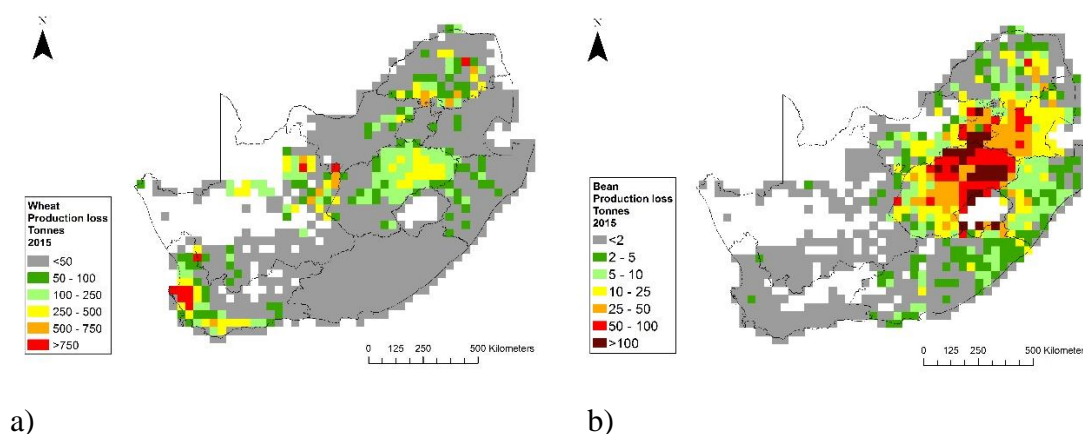 N
Wheat
Production loss
Tonnes
2015
<50
50 - 100
100 - 250
250 - 500
500 - 750
>750
0 125 250 500 Kilometers
a)
N
Bean
Production loss
Tonnes
2015
<2
2 - 5
5 - 10
10 - 25
25 - 50
50 - 100
>100
0 125 250 500 Kilometers
b)